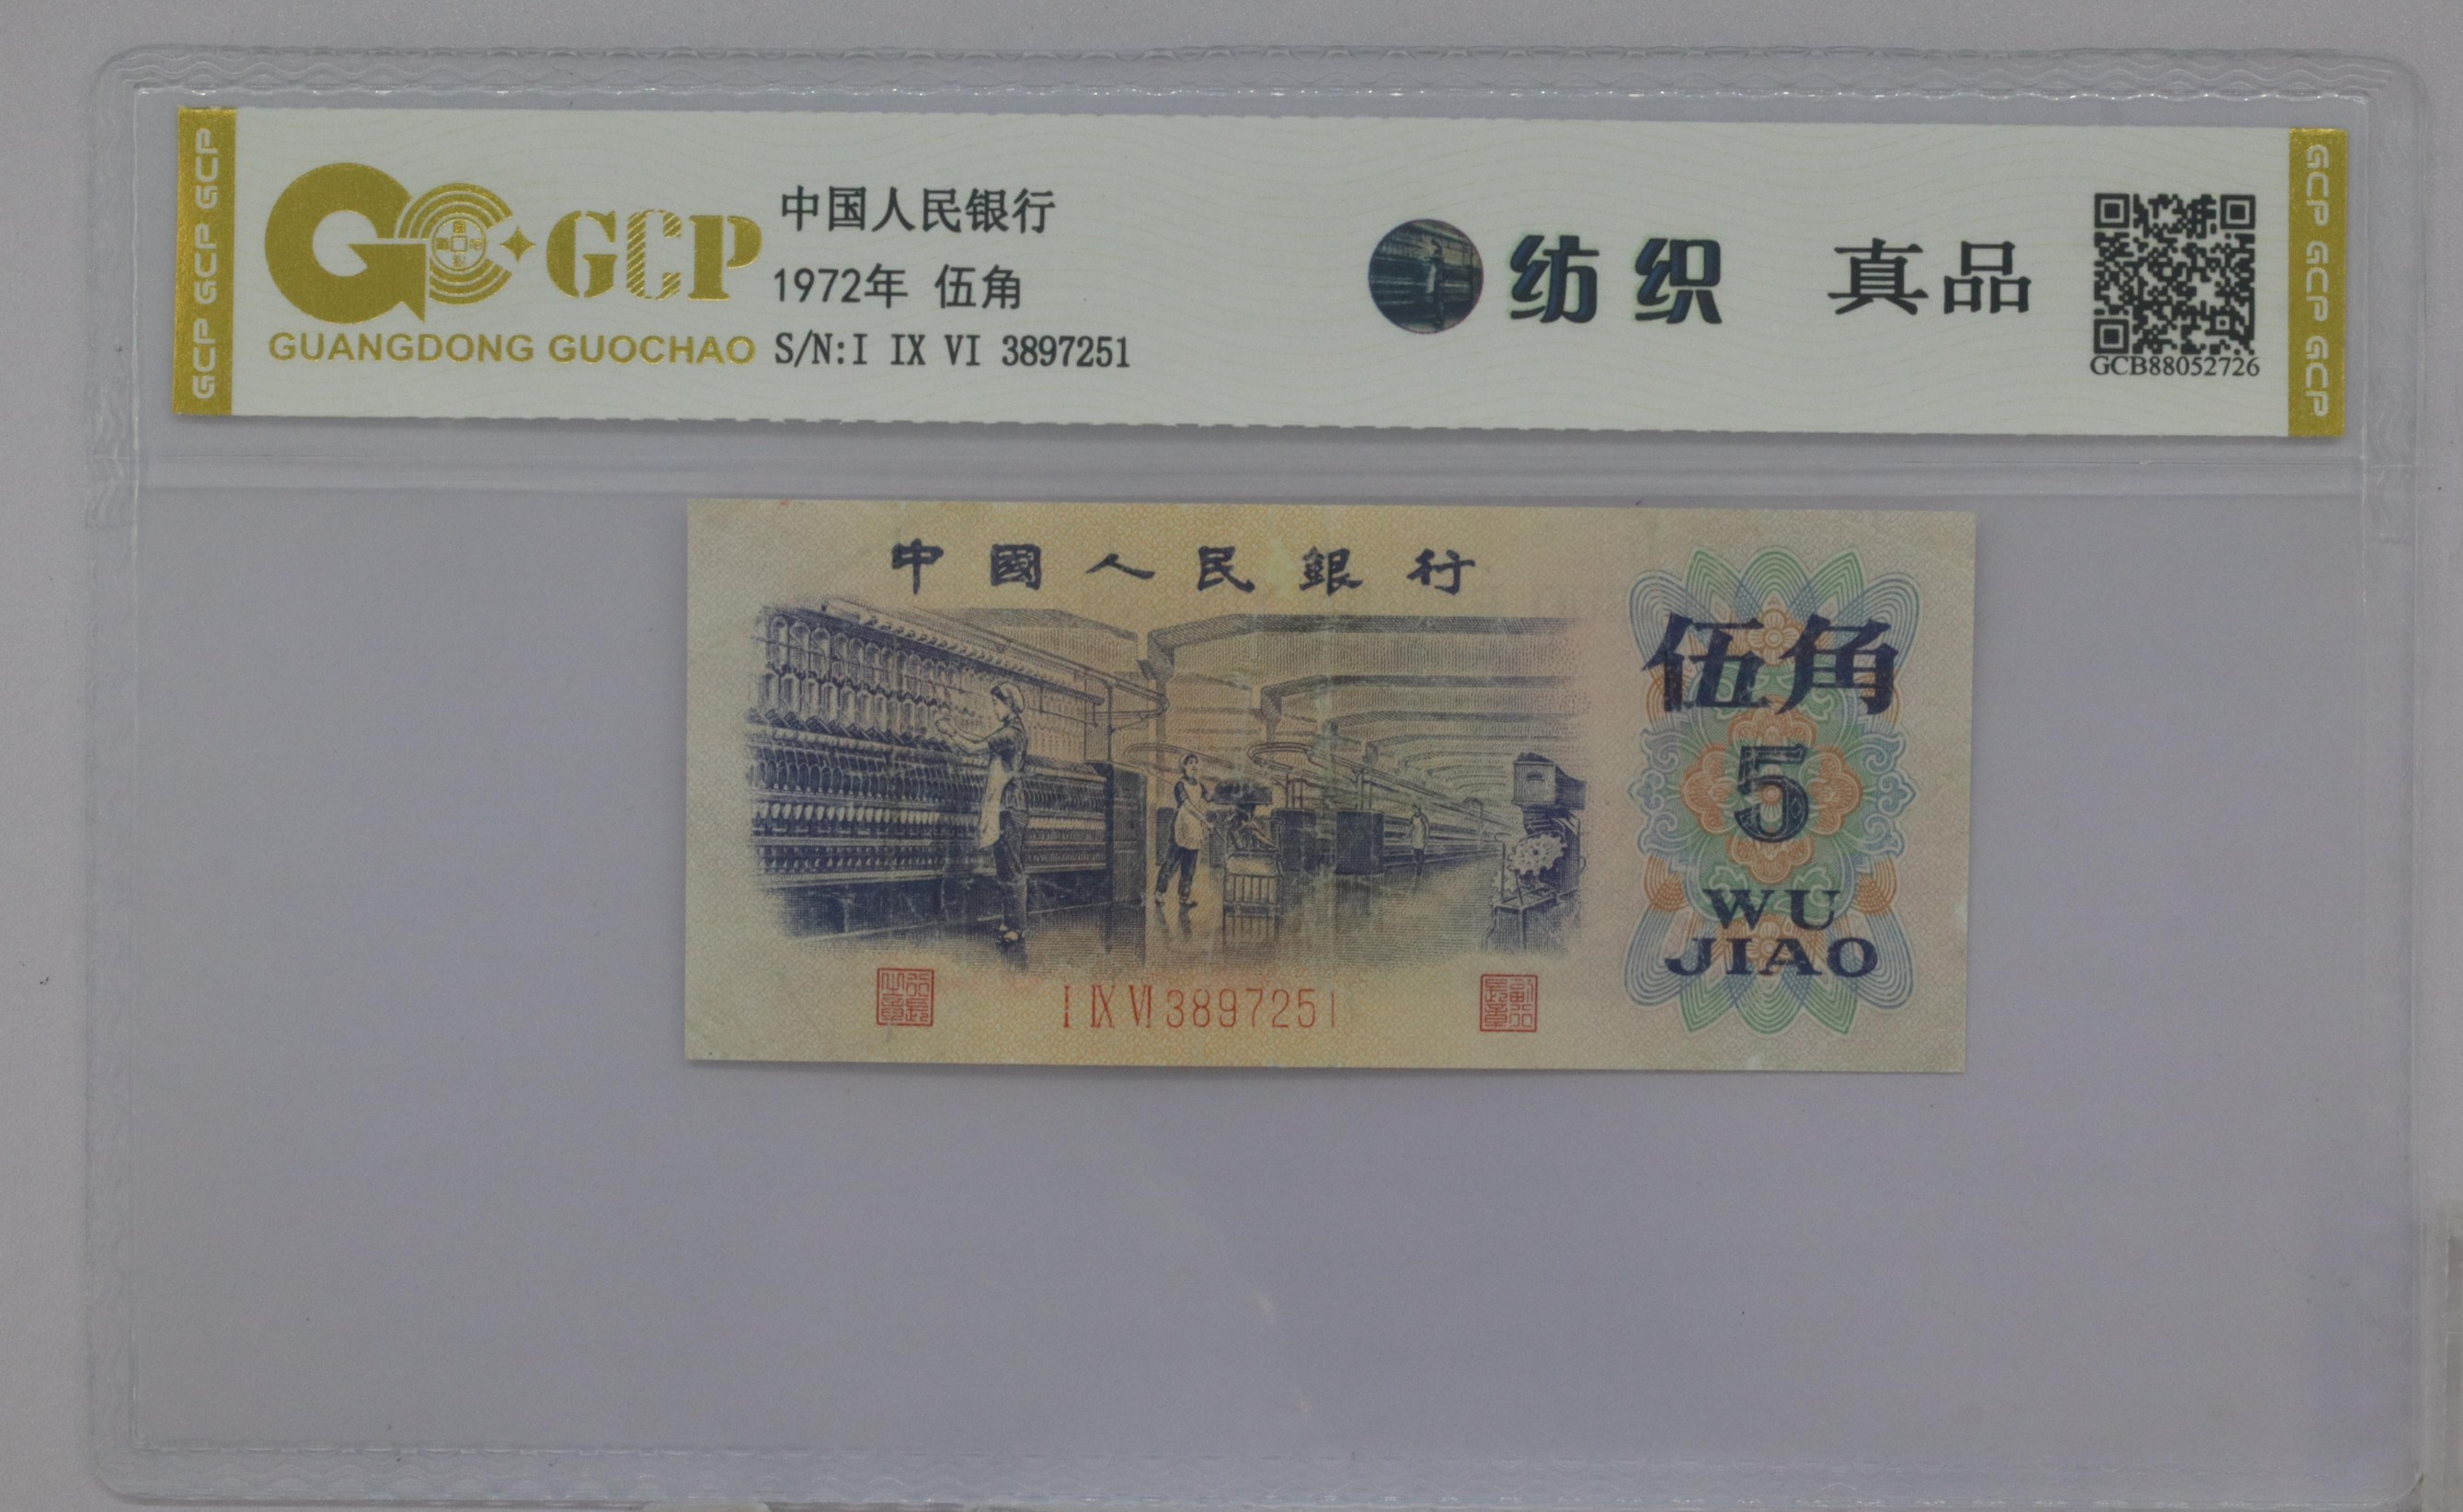 GCP GCP GCP
GCP
GUANGDONG GUOCHAO
中国人民银行
1972年 伍角
S/N:I IX VI 3897251
纺织 真品
GCB88052726
GCP GCP GCP
中國人民銀行
伍角
5
WU
JIAO
I IX VI 3897251